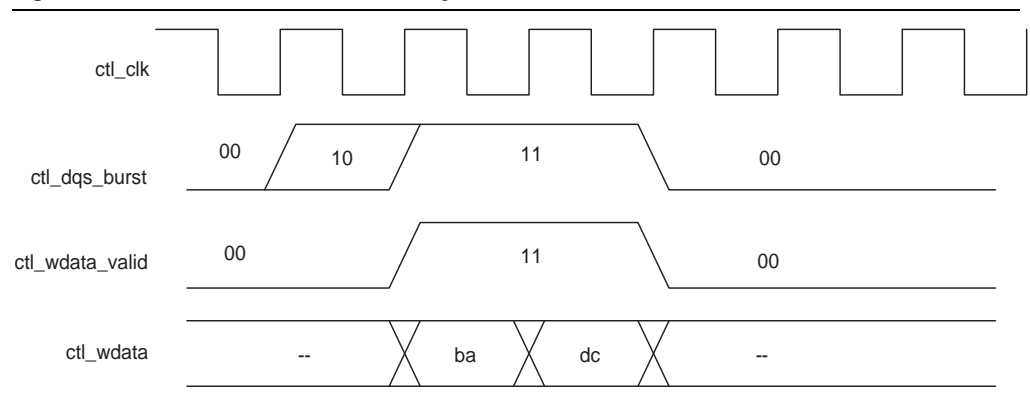 ctl_clk
00 10 11 00
ctl_dqs_burst
00 11 00
ctl_wdata_valid
ctl_wdata -- ba dc --